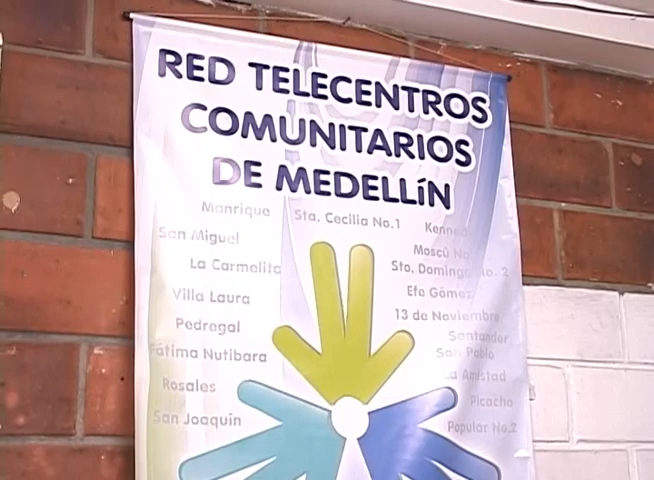 RED TELECENTROS
COMUNITARIOS
DE MEDELLÍN
Manrique
Sta. Cecilia No.1
San Miguel
La Carmelita
Sto. Domingo No. 2
Villa Laura
Efe Gómez
Pedregal
13 de Noviembre
Santander
Fátima Nutibara
San Pablo
La Amistad
Rosales
Picacho
San Joaquín
Popular No.2